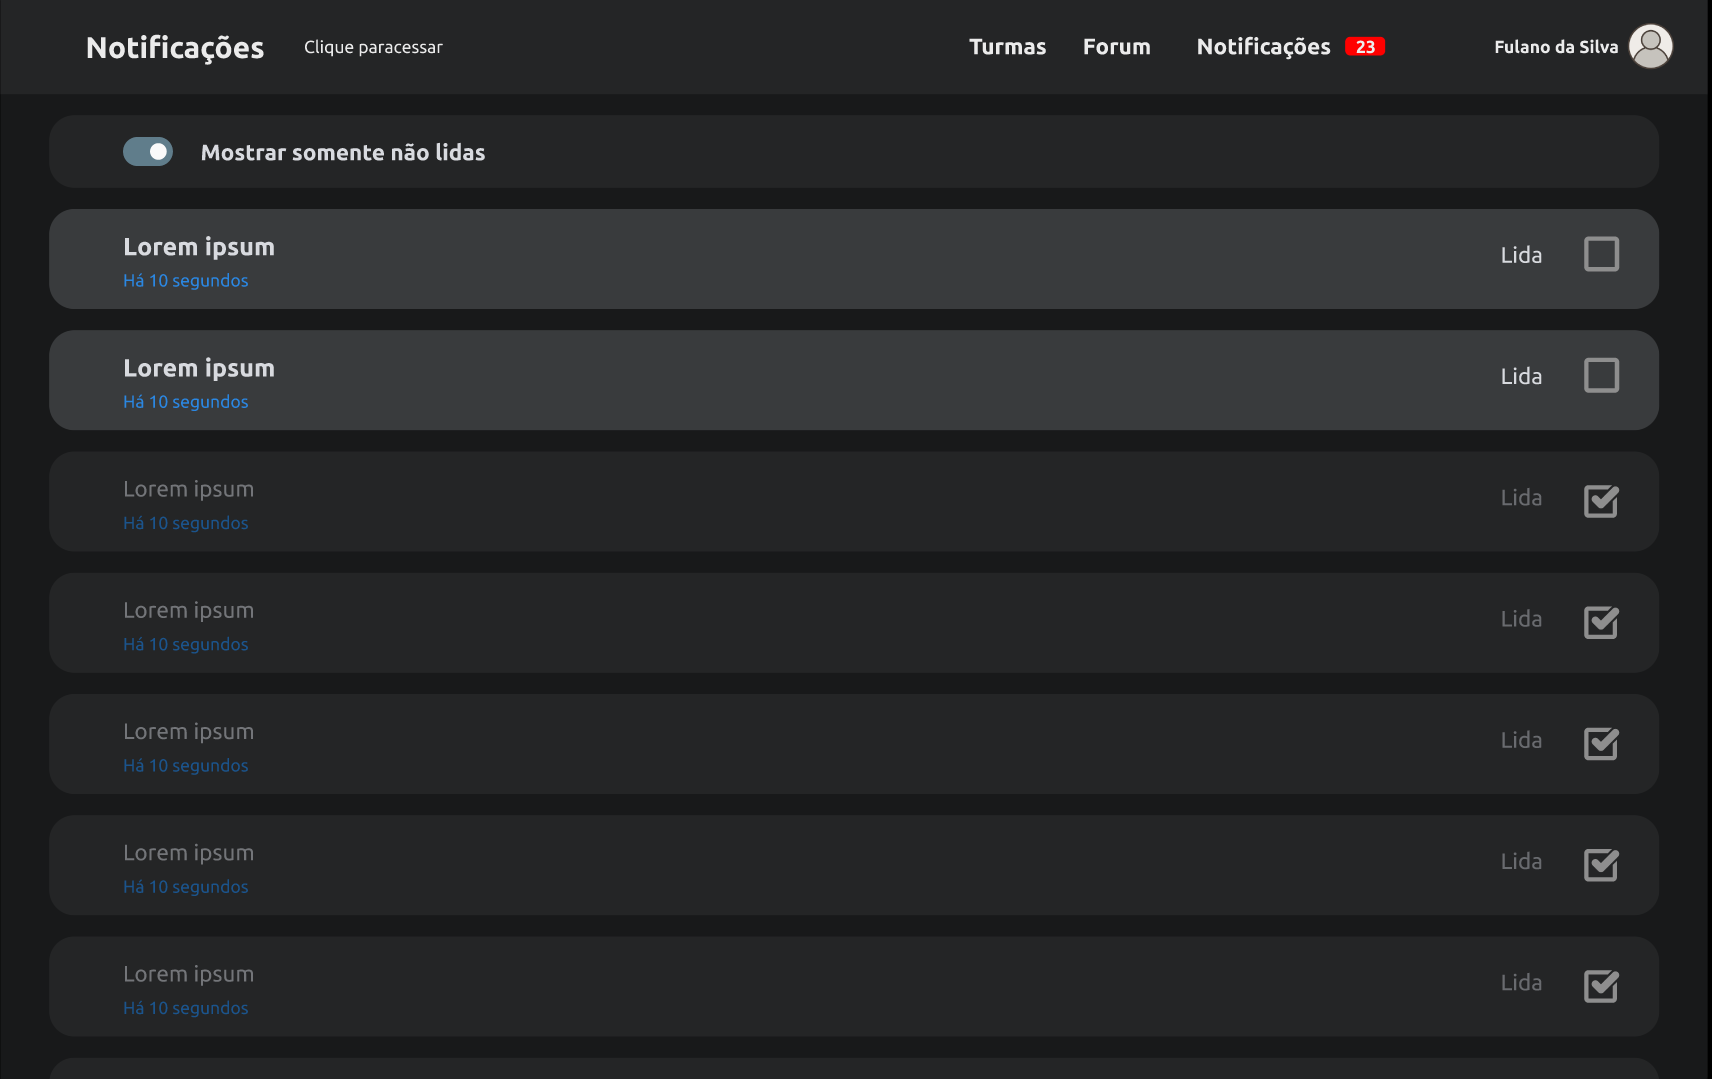 Notificações Clique paracessar Turmas Forum Notificações 23 Fulano da Silva
Mostrar somente não lidas
Lorem ipsum
Há 10 segundos
Lida
Lorem ipsum
Há 10 segundos
Lida
Lorem ipsum
Há 10 segundos
Lida
Lorem ipsum
Há 10 segundos
Lida
Lorem ipsum
Há 10 segundos
Lida
Lorem ipsum
Há 10 segundos
Lida
Lorem ipsum
Há 10 segundos
Lida